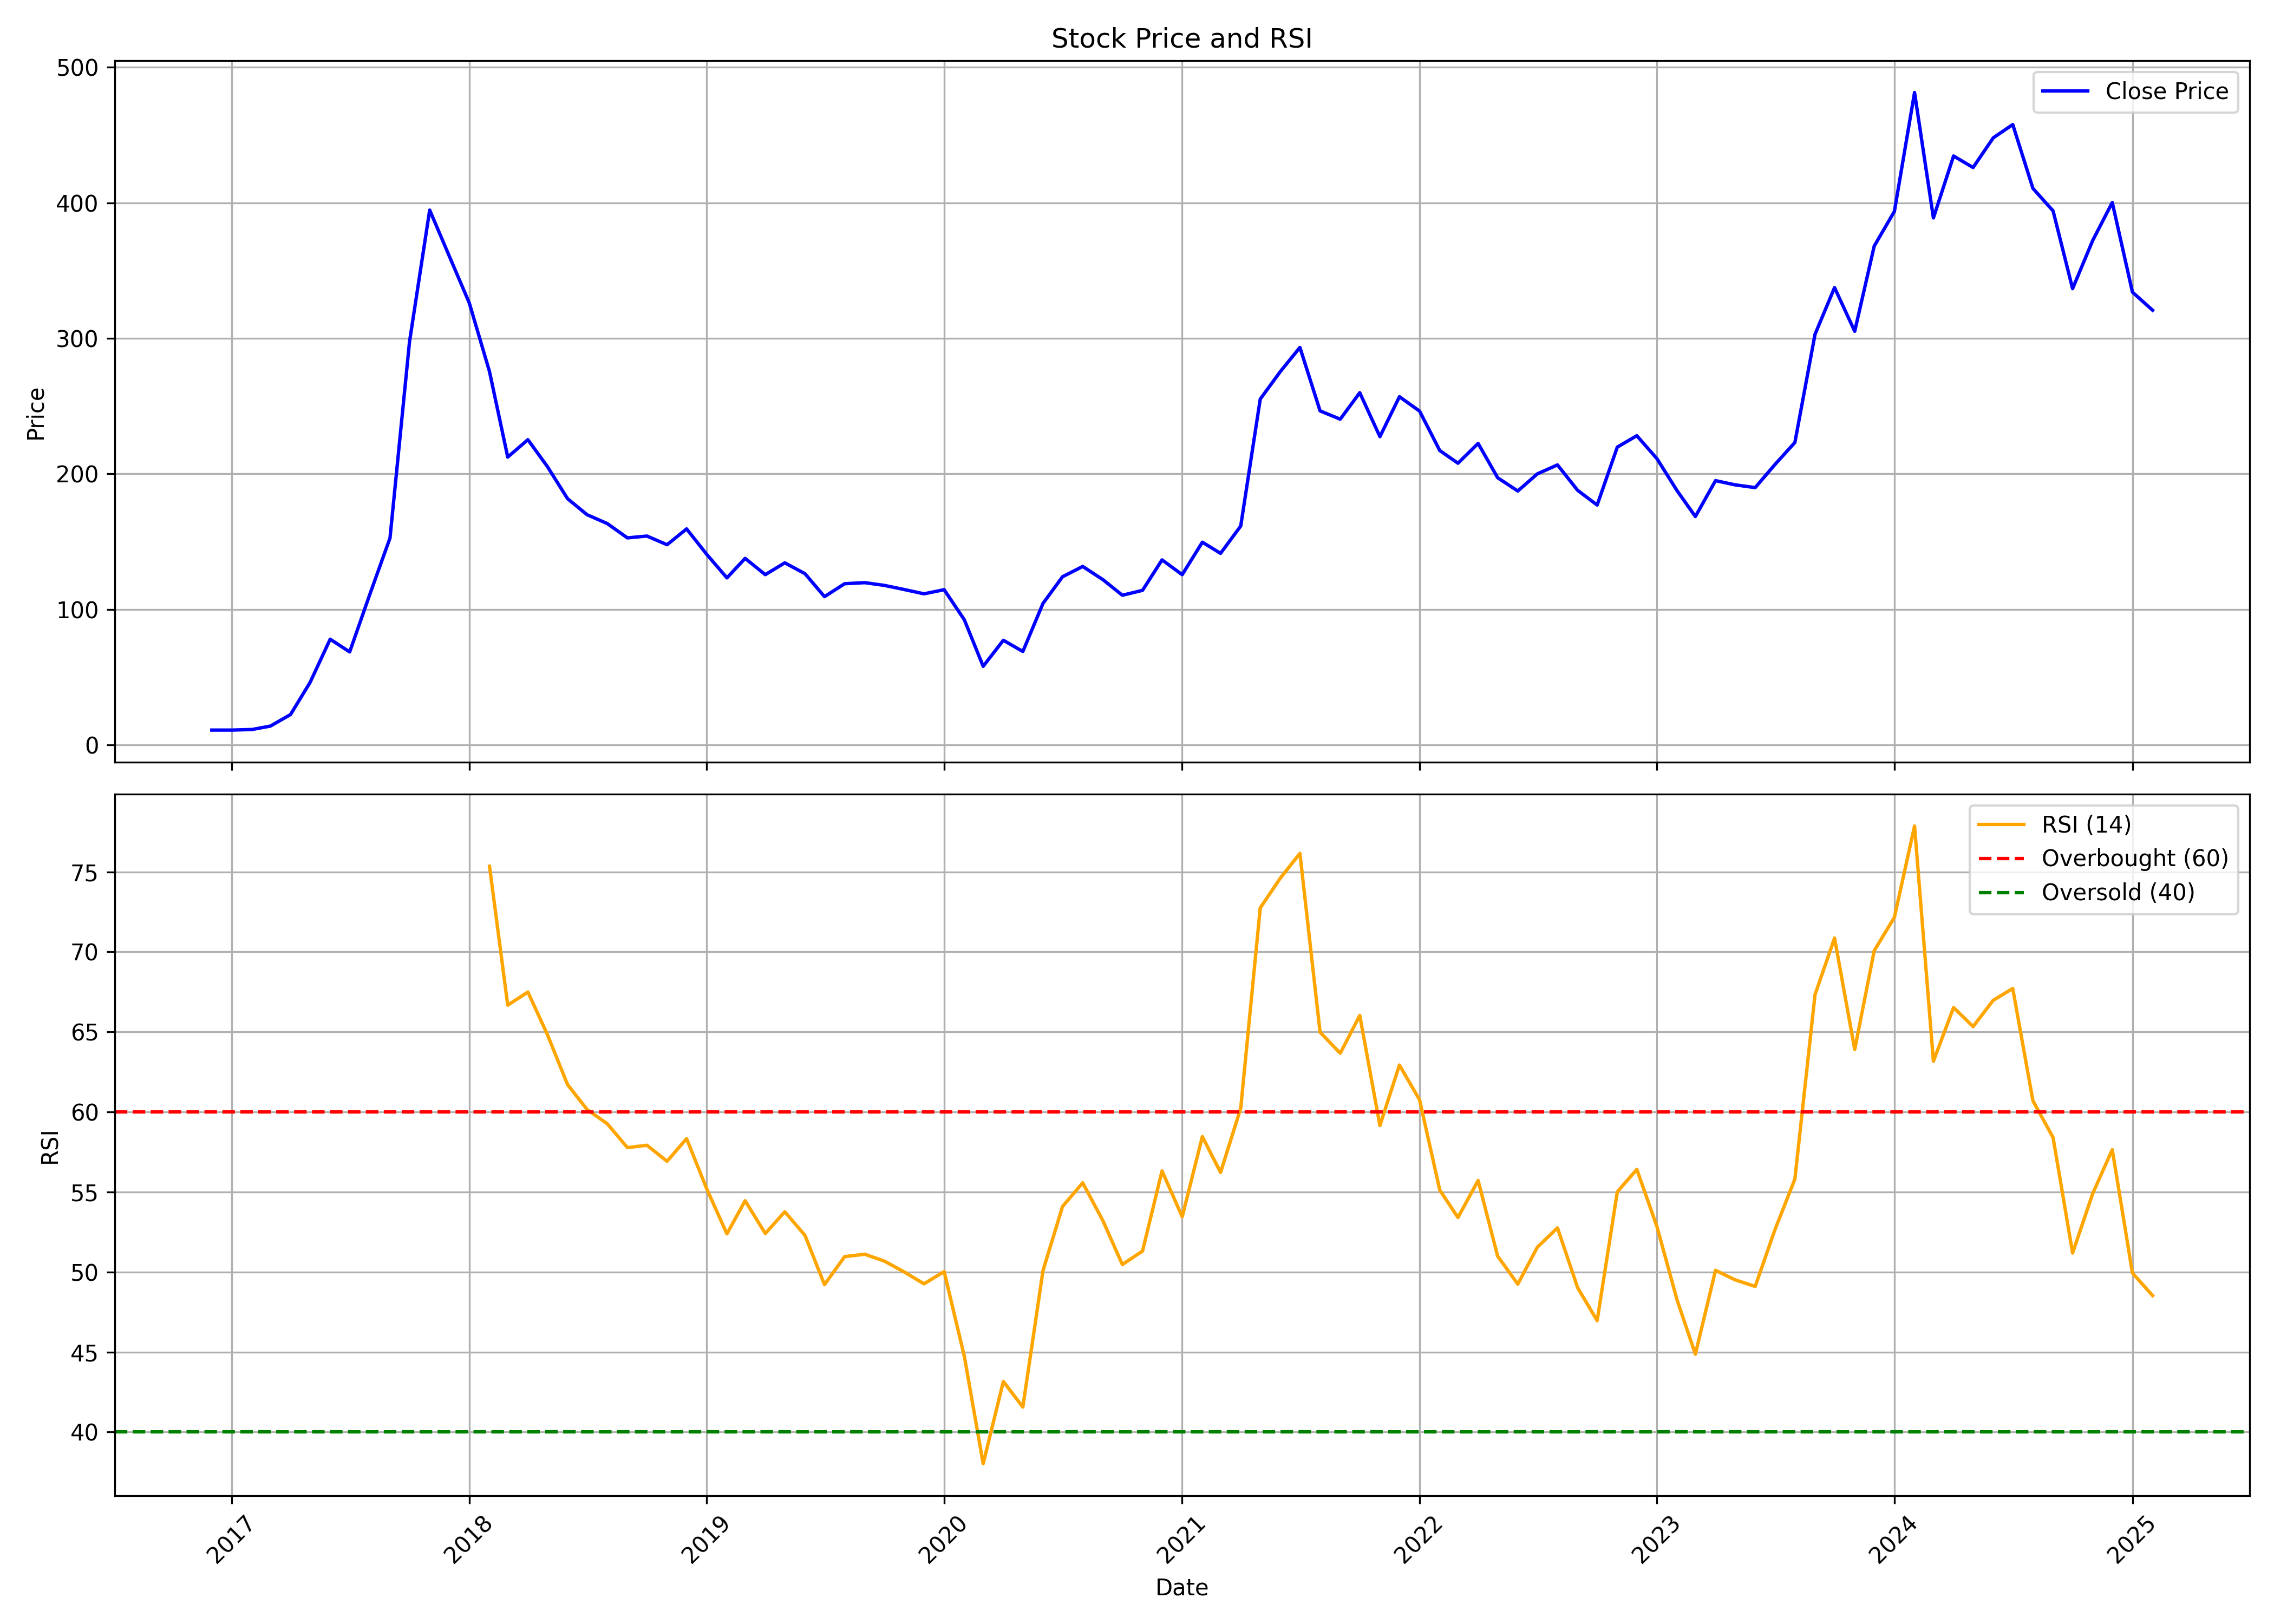 Stock Price and RSI
500
400
300
200
100
0
Price
Close Price
75
70
65
60
55
50
45
40
RSI
RSI (14)
Overbought (60)
Oversold (40)
2017
2018
2019
2020
2021
2022
2023
2024
2025
Date